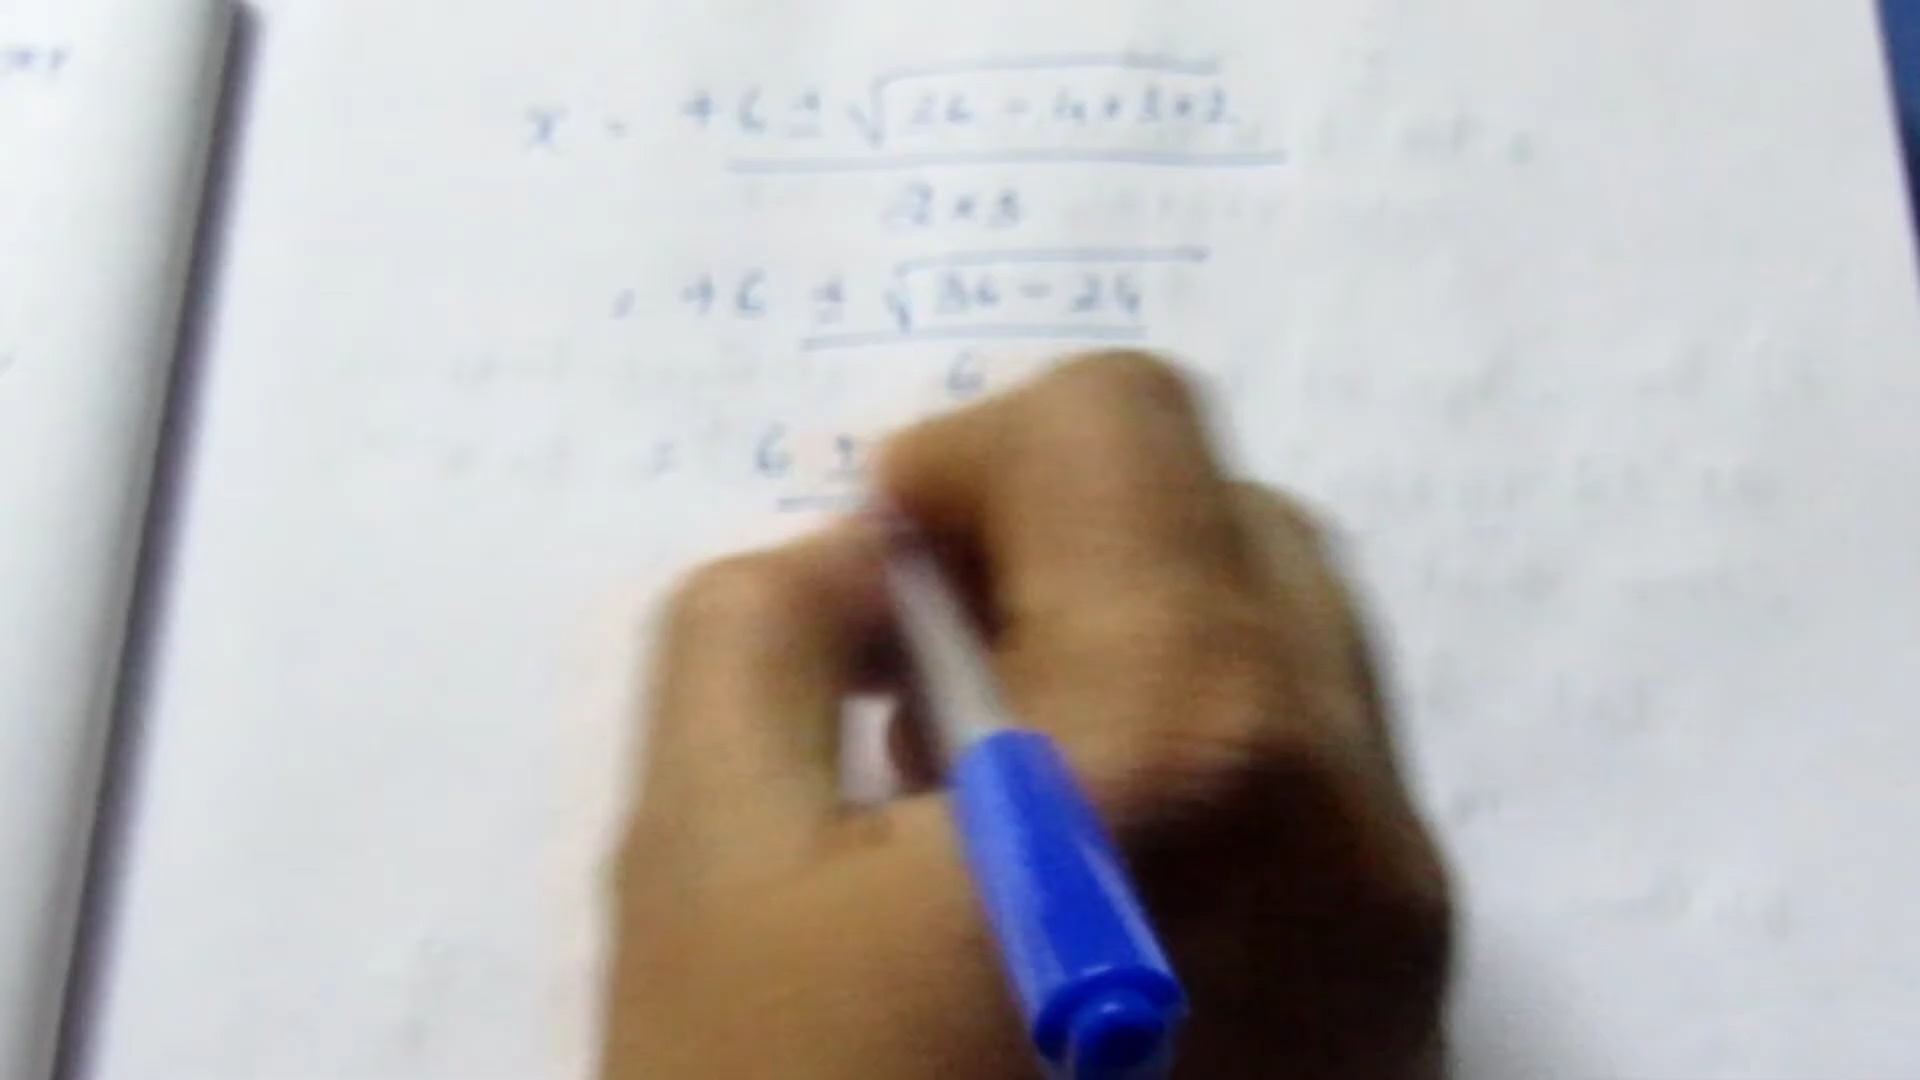 x = +6 ± √36 - 4×3×2
2×3
= +6 ± √36 - 24
6
= 6 ±